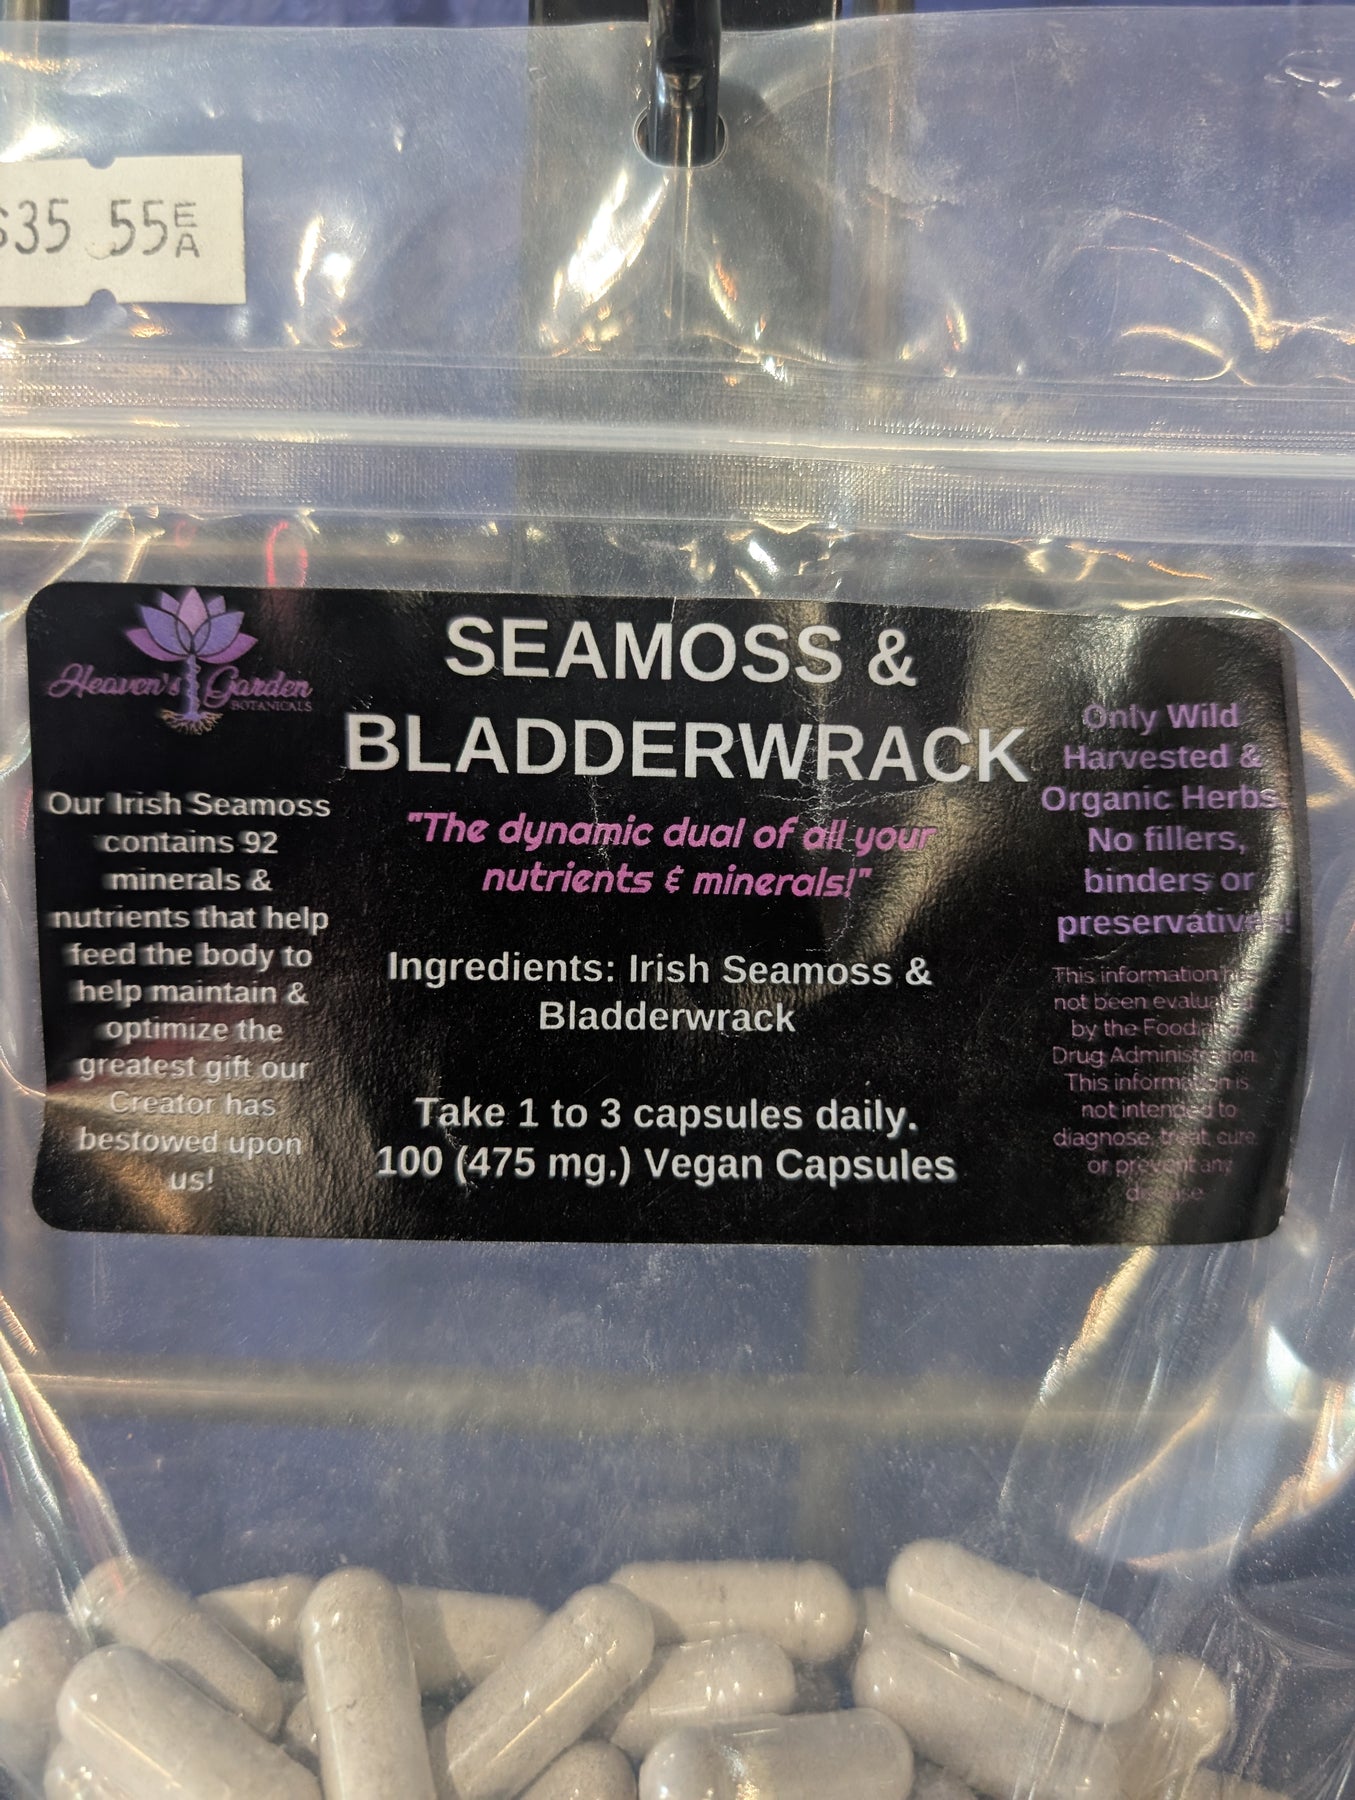 $35 55 EA
Heaven's Garden
BOTANICALS
SEAMOSS &
BLADDERWRACK
"The dynamic dual of all your
nutrients & minerals!"
Ingredients: Irish Seamoss &
Bladderwrack
Take 1 to 3 capsules daily.
100 (475 mg.) Vegan Capsules
Our Irish Seamoss
contains 92
minerals &
nutrients that help
feed the body to
help maintain &
optimize the
greatest gift our
Creator has
bestowed upon
us!
Only Wild
Harvested &
Organic Herbs.
No fillers,
binders or
preservatives!
This information
not been evaluated
by the Food and
Drug Administration.
This information is
not intended to
diagnose, treat, cure
or prevent any
disease.